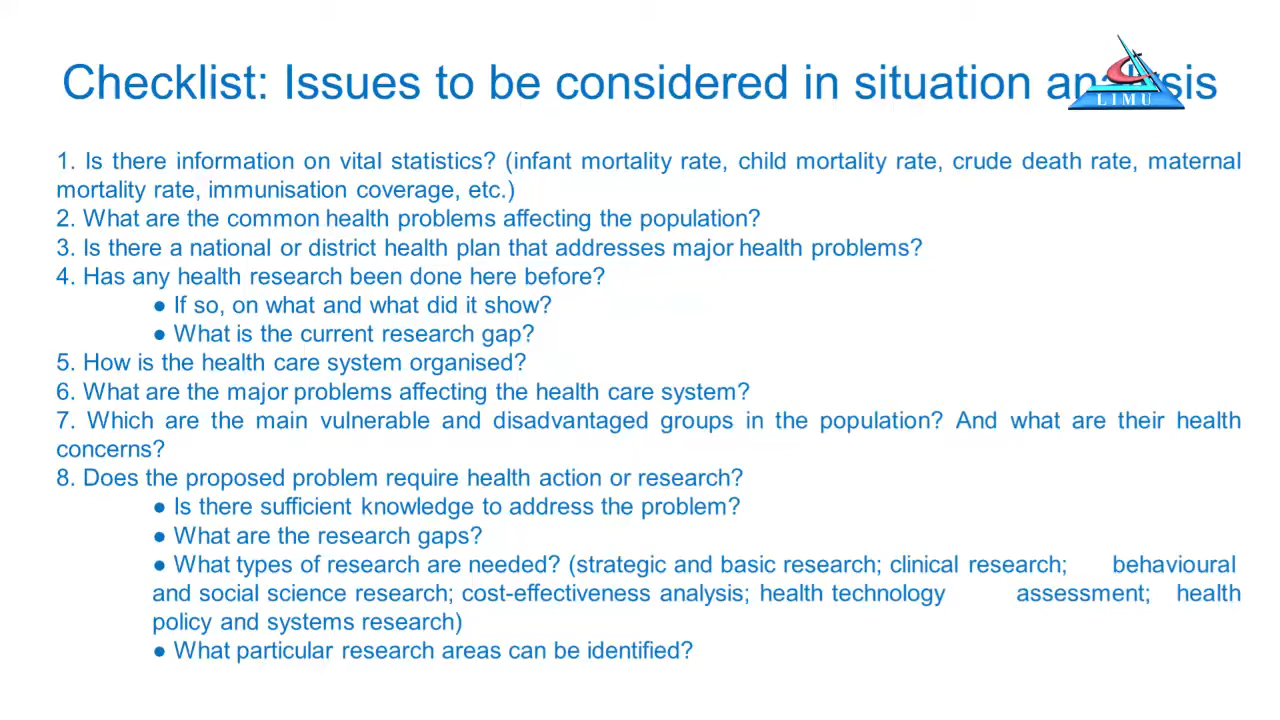 Checklist: Issues to be considered in situation analysis
LIMU
1. Is there information on vital statistics? (infant mortality rate, child mortality rate, crude death rate, maternal
mortality rate, immunisation coverage, etc.)
2. What are the common health problems affecting the population?
3. Is there a national or district health plan that addresses major health problems?
4. Has any health research been done here before?
● If so, on what and what did it show?
● What is the current research gap?
5. How is the health care system organised?
6. What are the major problems affecting the health care system?
7. Which are the main vulnerable and disadvantaged groups in the population? And what are their health
concerns?
8. Does the proposed problem require health action or research?
● Is there sufficient knowledge to address the problem?
● What are the research gaps?
● What types of research are needed? (strategic and basic research; clinical research; behavioural
and social science research; cost-effectiveness analysis; health technology assessment; health
policy and systems research)
● What particular research areas can be identified?